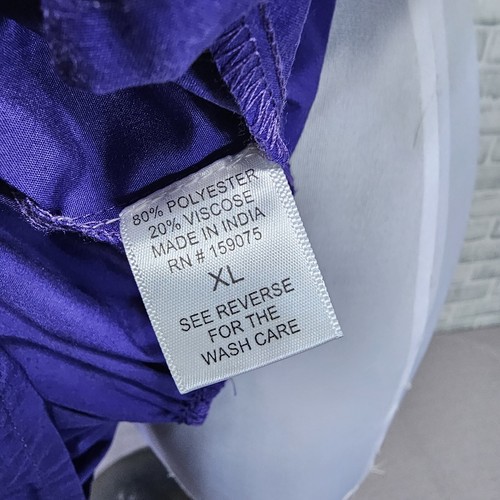 80% POLYESTER
20% VISCOSE
MADE IN INDIA
RN # 159075
XL
SEE REVERSE
FOR THE
WASH CARE